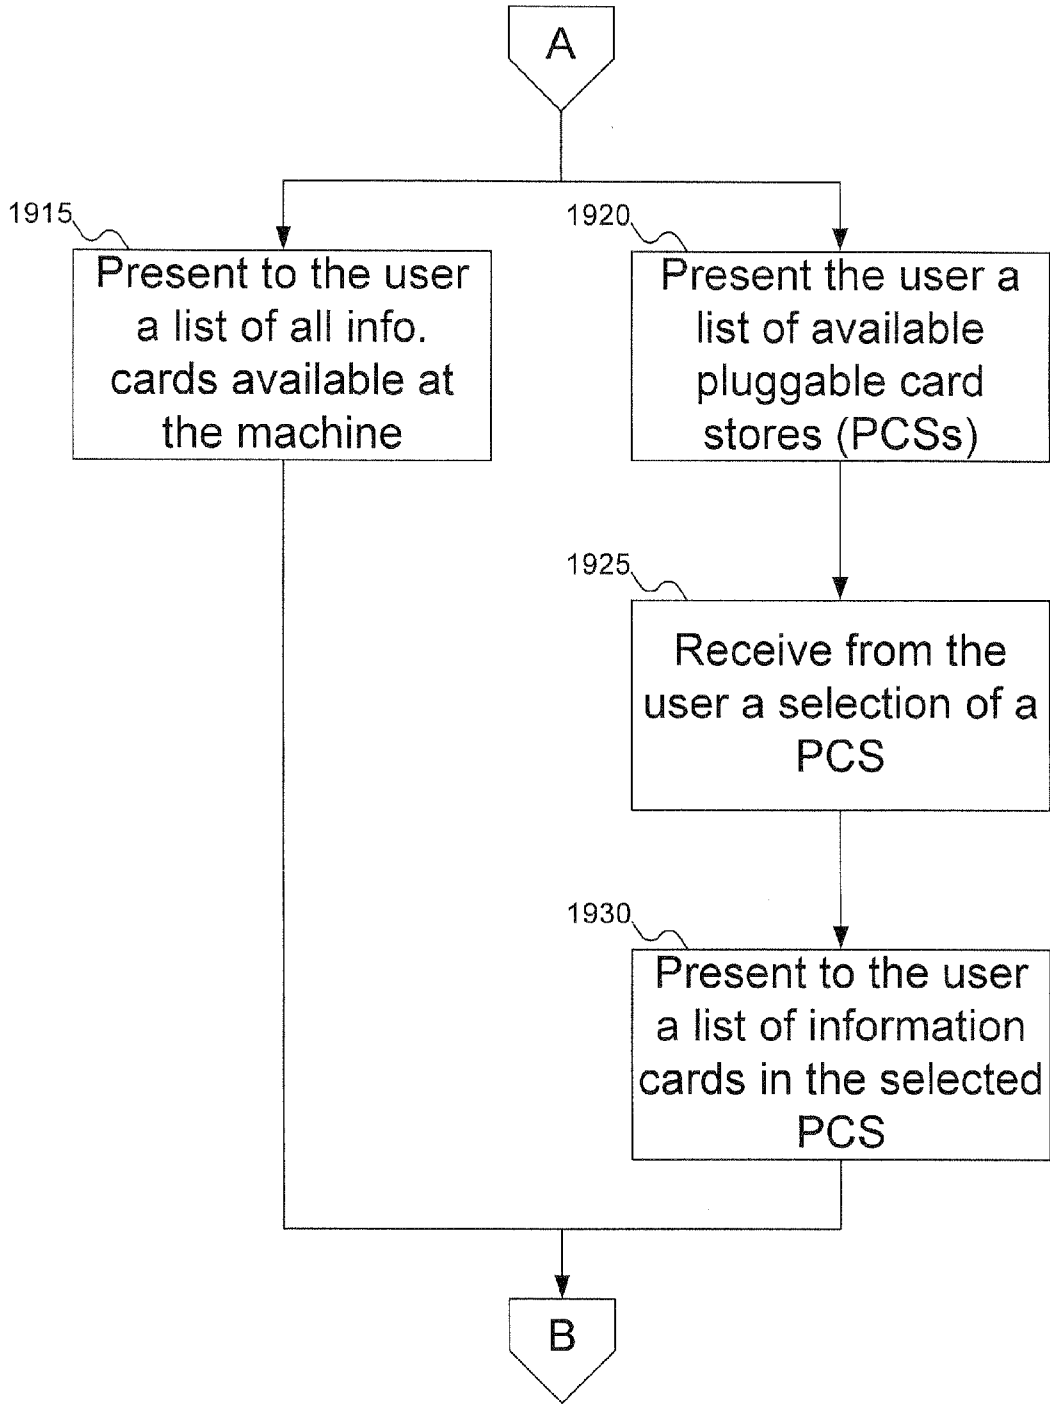 A
1915
Present to the user
a list of all info.
cards available at
the machine
1920
Present the user a
list of available
pluggable card
stores (PCSs)
1925
Receive from the
user a selection of a
PCS
1930
Present to the user
a list of information
cards in the selected
PCS
B